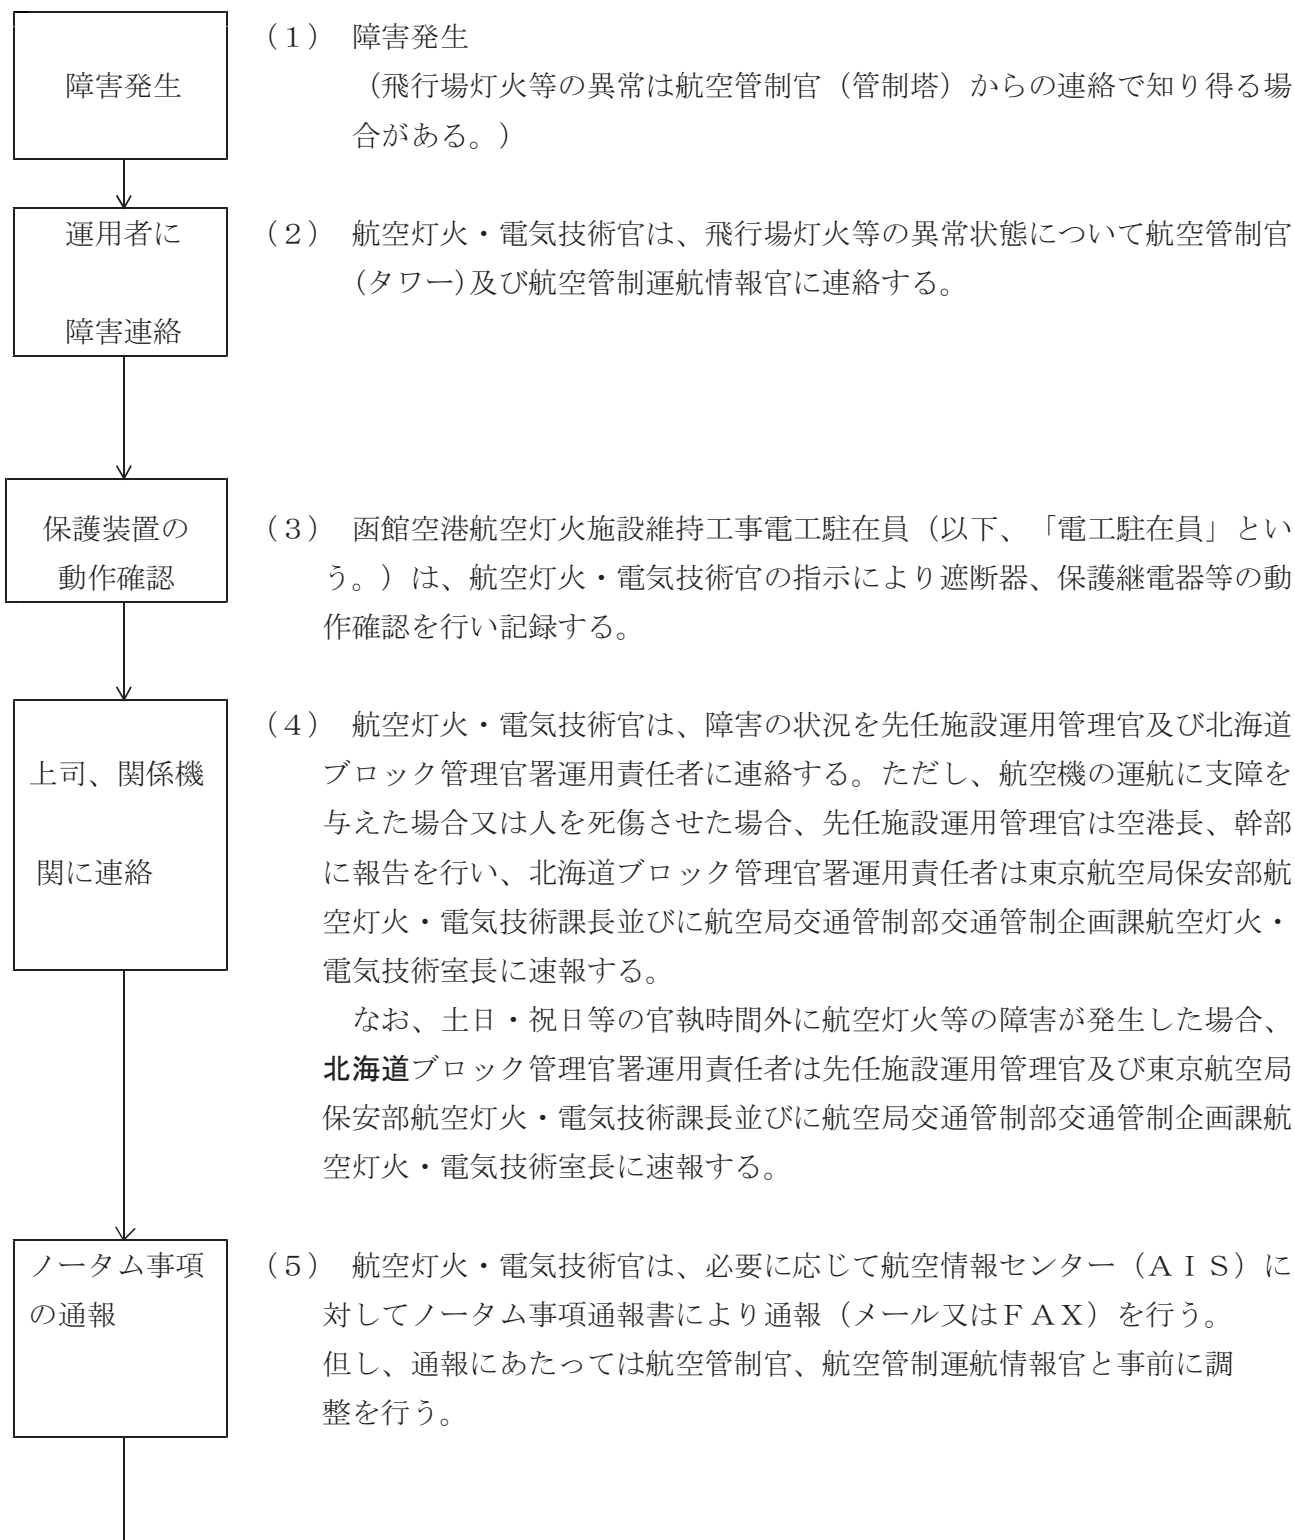 障害発生
（１）　障害発生
（飛行場灯火等の異常は航空管制官（管制塔）からの連絡で知り得る場
合がある。）
運用者に
障害連絡
（２）　航空灯火・電気技術官は、飛行場灯火等の異常状態について航空管制官
(タワー)及び航空管制運航情報官に連絡する。
保護装置の
動作確認
（３）　函館空港航空灯火施設維持工事電工駐在員（以下、「電工駐在員」とい
う。）は、航空灯火・電気技術官の指示により遮断器、保護継電器等の動
作確認を行い記録する。
上司、関係機
関に連絡
（４）　航空灯火・電気技術官は、障害の状況を先任施設運用管理官及び北海道
ブロック管理官署運用責任者に連絡する。ただし、航空機の運航に支障を
与えた場合又は人を死傷させた場合、先任施設運用管理官は空港長、幹部
に報告を行い、北海道ブロック管理官署運用責任者は東京航空局保安部航
空灯火・電気技術課長並びに航空局交通管制部交通管制企画課航空灯火・
電気技術室長に速報する。
なお、土日・祝日等の官執時間外に航空灯火等の障害が発生した場合、
北海道ブロック管理官署運用責任者は先任施設運用管理官及び東京航空局
保安部航空灯火・電気技術課長並びに航空局交通管制部交通管制企画課航
空灯火・電気技術室長に速報する。
ノータム事項
の通報
（５）　航空灯火・電気技術官は、必要に応じて航空情報センター（ＡＩＳ）に
対してノータム事項通報書により通報（メール又はＦＡＸ）を行う。
但し、通報にあたっては航空管制官、航空管制運航情報官と事前に調
整を行う。